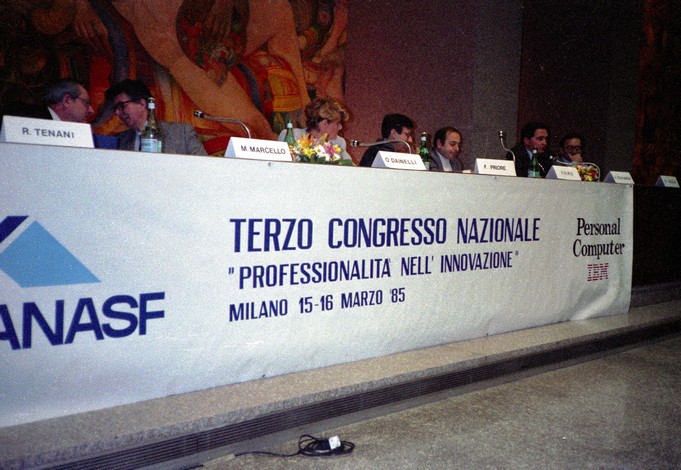 R. TENANI
M. MARCELLO
O. DAINELLI
F. PRIORE
TERZO CONGRESSO NAZIONALE
"PROFESSIONALITÀ NELL' INNOVAZIONE"
MILANO 15-16 MARZO '85
ANASF
Personal
Computer
IBM